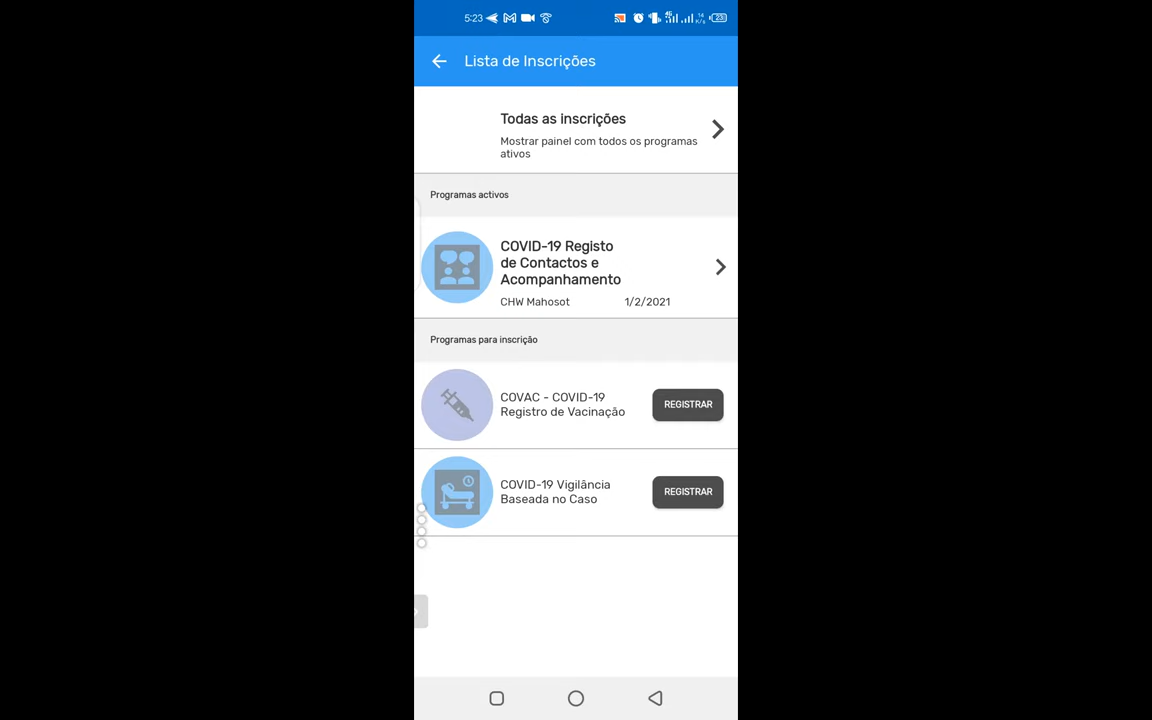 5:23
23
Lista de Inscrições
Todas as inscrições
Mostrar painel com todos os programas
ativos
Programas activos
COVID-19 Registo
de Contactos e
Acompanhamento
CHW Mahosot 1/2/2021
Programas para inscrição
COVAC - COVID-19
Registro de Vacinação
REGISTRAR
COVID-19 Vigilância
Baseada no Caso
REGISTRAR